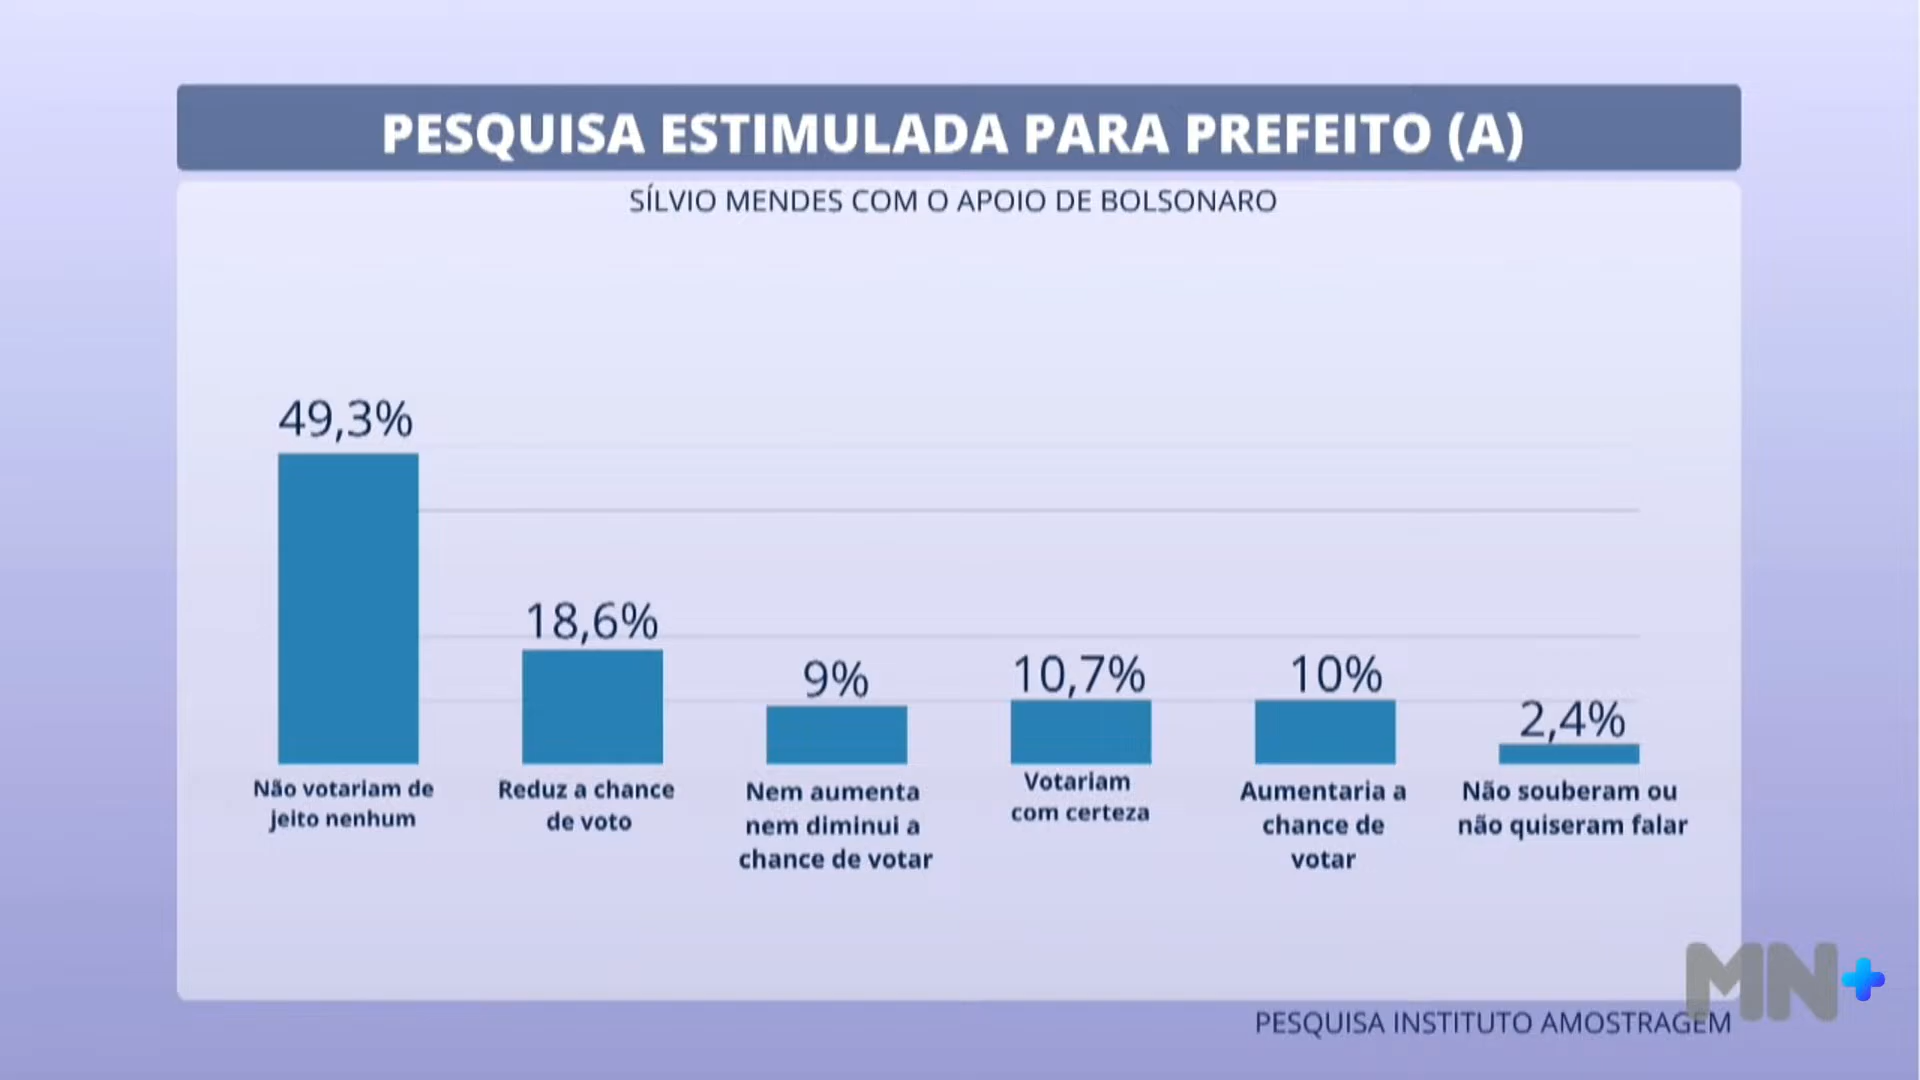 PESQUISA ESTIMULADA PARA PREFEITO (A)
SÍLVIO MENDES COM O APOIO DE BOLSONARO
49,3%
18,6%
9%
10,7%
10%
2,4%
Não votariam de
jeito nenhum
Reduz a chance
de voto
Nem aumenta
nem diminui a
chance de votar
Votariam
com certeza
Aumentaria a
chance de
votar
Não souberam ou
não quiseram falar
MN+
PESQUISA INSTITUTO AMOSTRAGEM